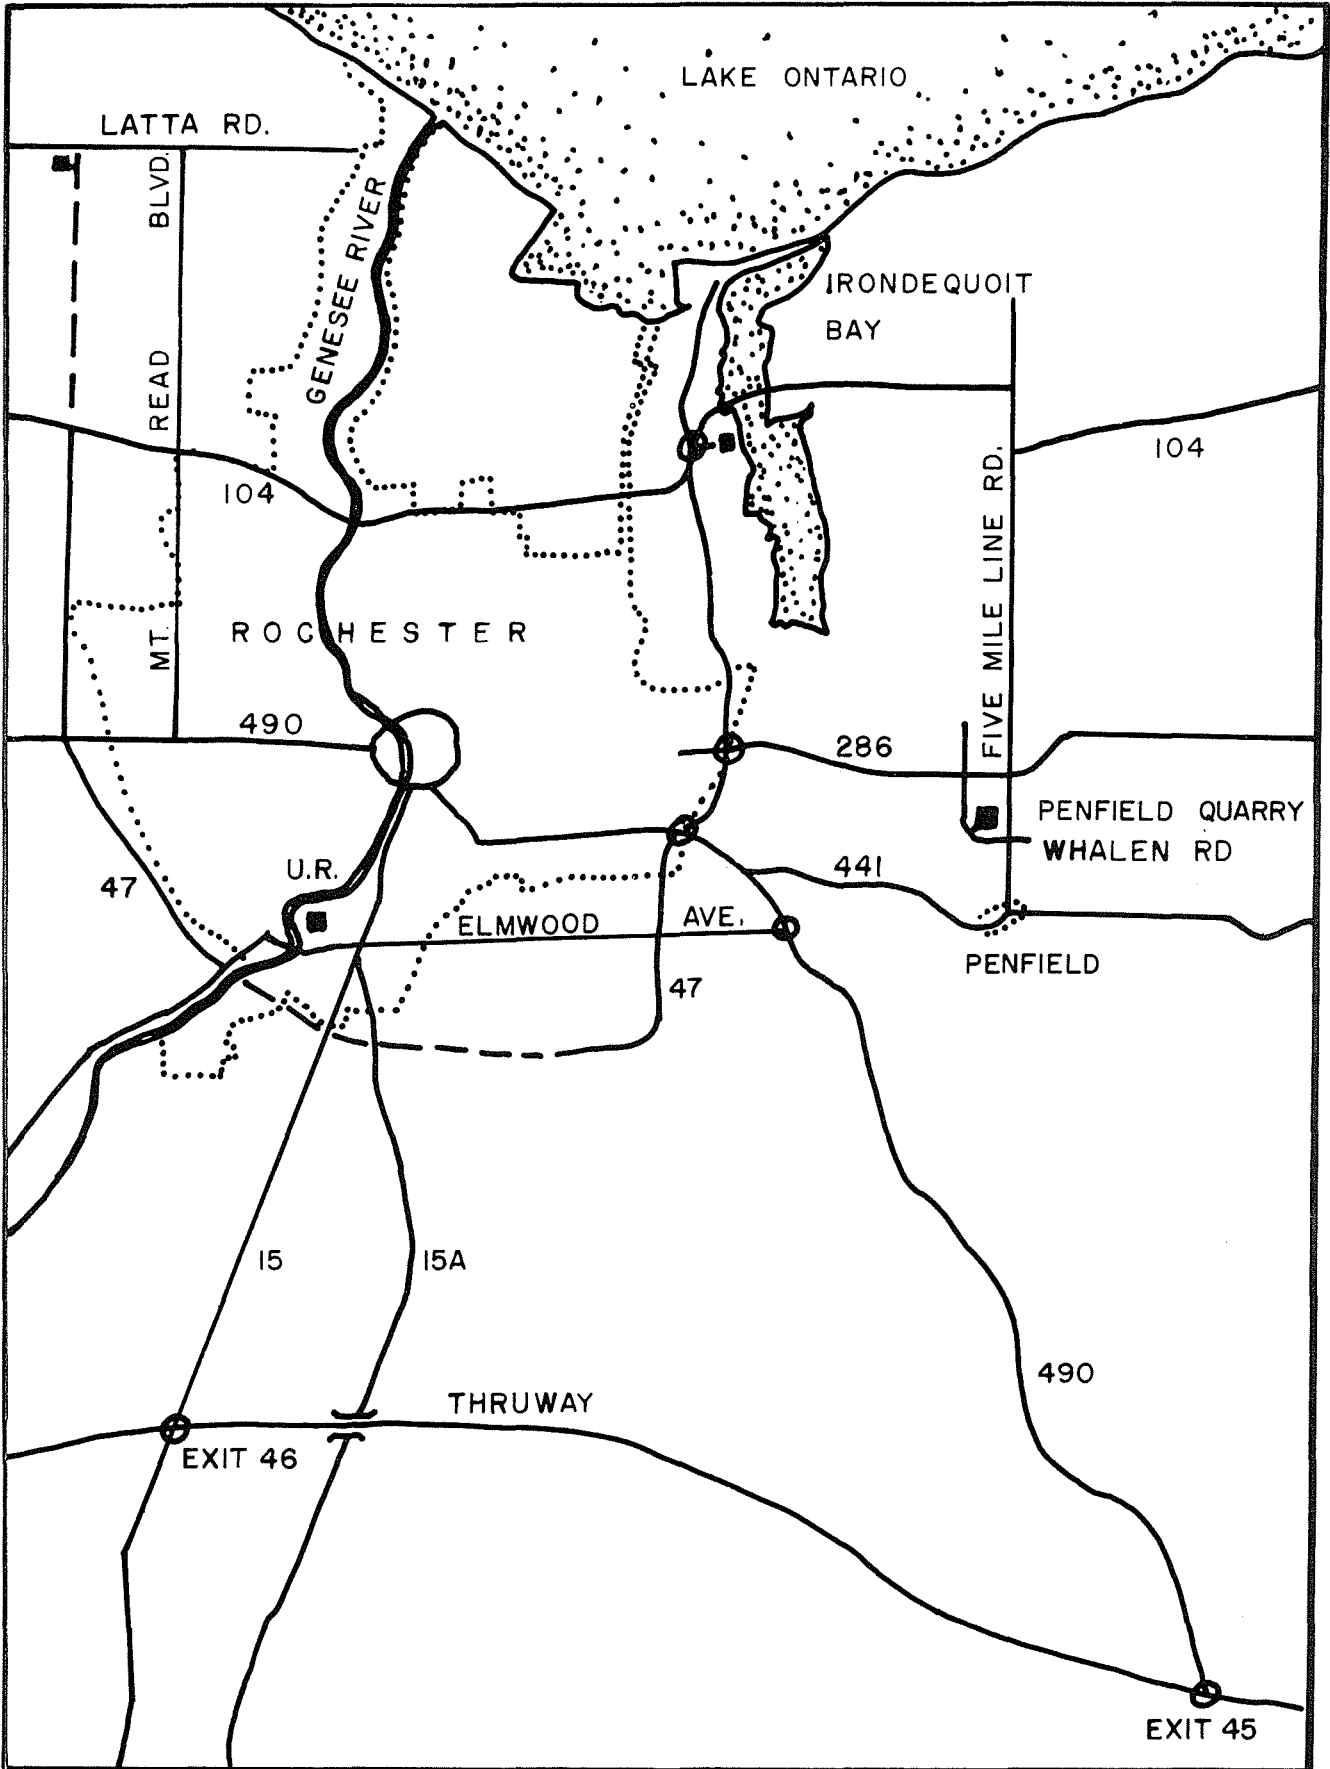 LAKE ONTARIO
LATTA RD.
MT. READ BLVD.
GENESEE RIVER
IRONDEQUOIT
BAY
104
104
FIVE MILE LINE RD.
ROCHESTER
490
286
PENFIELD QUARRY
WHALEN RD
U.R.
441
47
ELMWOOD AVE.
PENFIELD
47
15
15A
490
THRUWAY
EXIT 46
EXIT 45